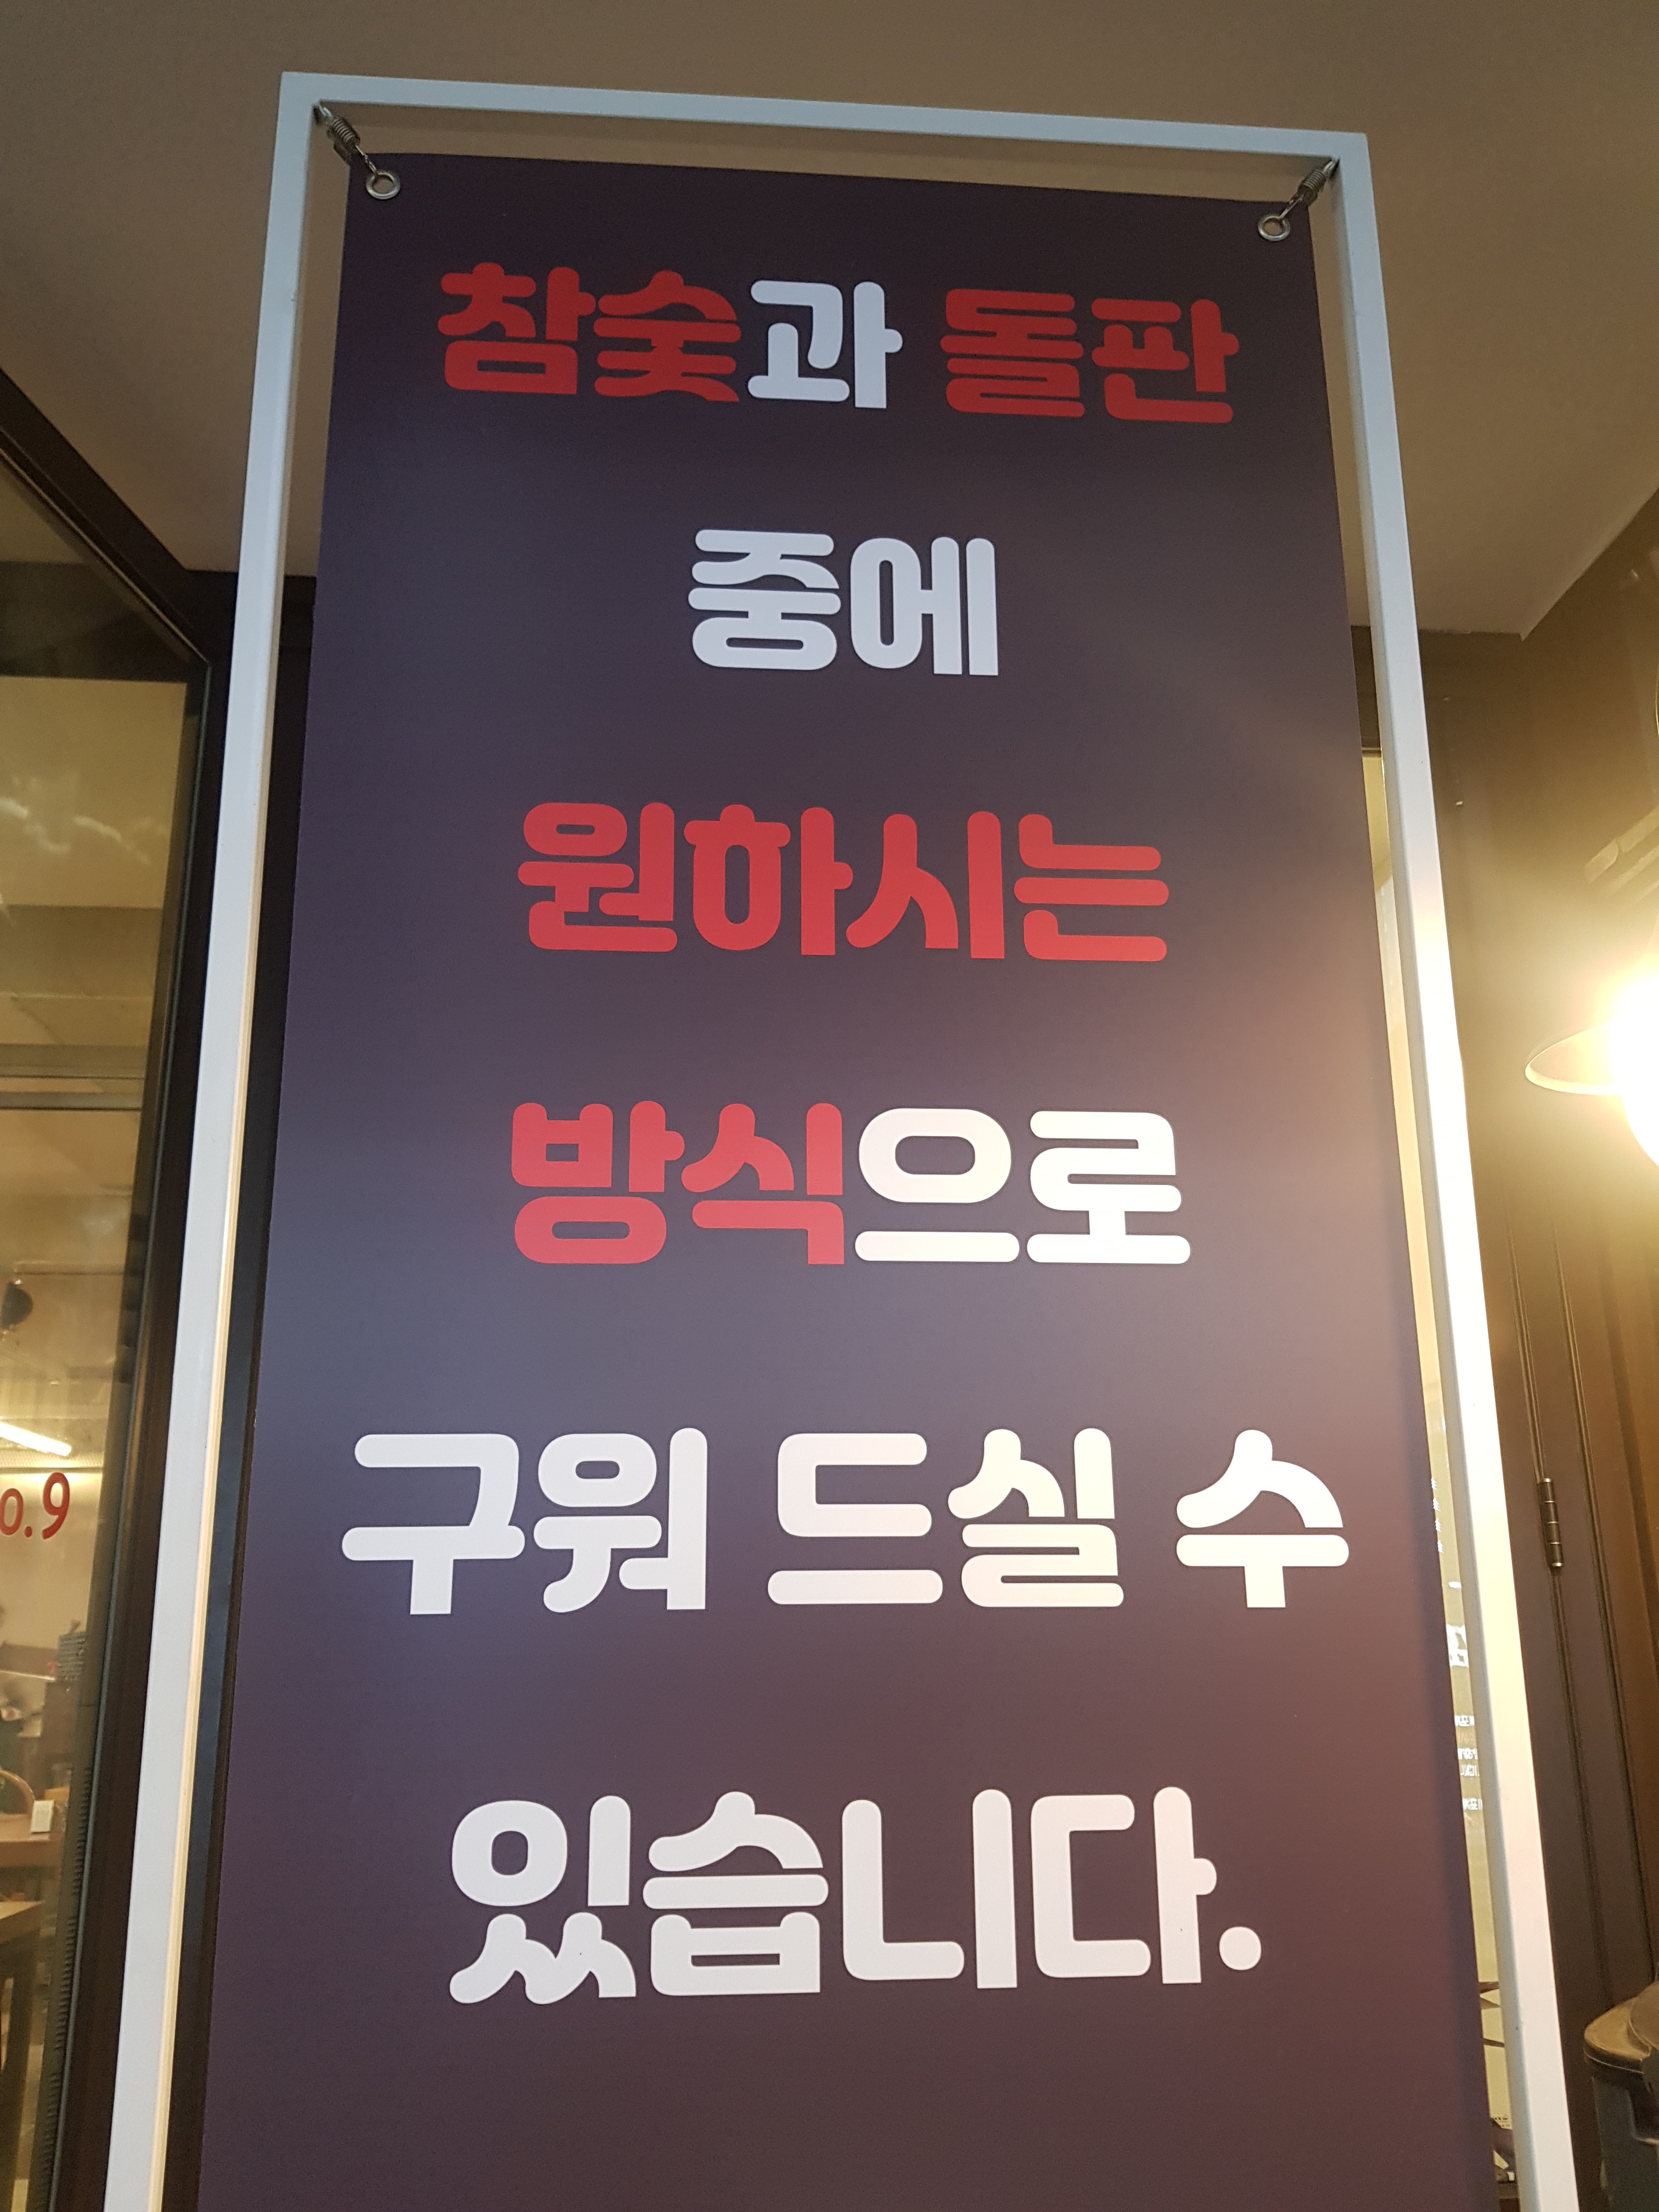 참숯과 돌판
중에
원하시는
방식으로
구워 드실 수
있습니다.
o.9